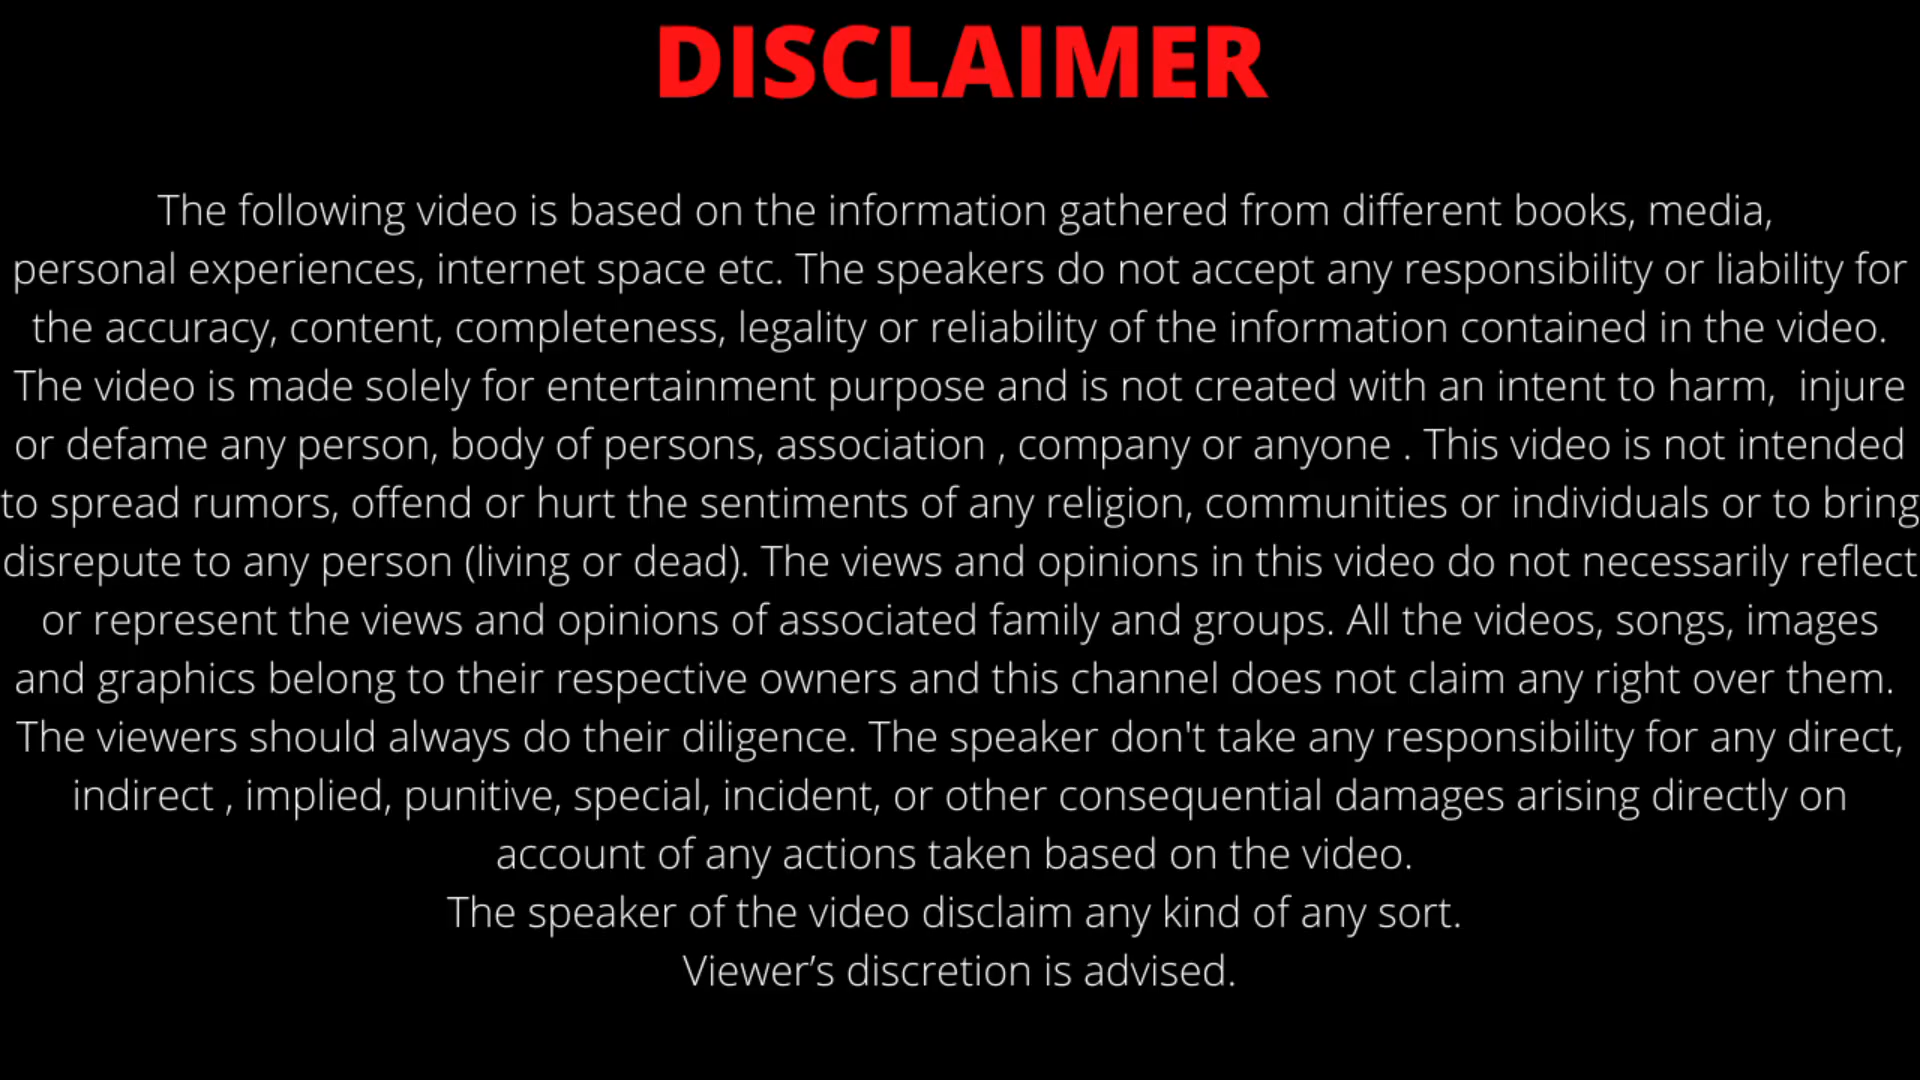 DISCLAIMER
The following video is based on the information gathered from different books, media,
personal experiences, internet space etc. The speakers do not accept any responsibility or liability for
the accuracy, content, completeness, legality or reliability of the information contained in the video.
The video is made solely for entertainment purpose and is not created with an intent to harm,  injure
or defame any person, body of persons, association , company or anyone . This video is not intended
to spread rumors, offend or hurt the sentiments of any religion, communities or individuals or to bring
disrepute to any person (living or dead). The views and opinions in this video do not necessarily reflect
or represent the views and opinions of associated family and groups. All the videos, songs, images
and graphics belong to their respective owners and this channel does not claim any right over them.
The viewers should always do their diligence. The speaker don't take any responsibility for any direct,
indirect , implied, punitive, special, incident, or other consequential damages arising directly on
account of any actions taken based on the video.
The speaker of the video disclaim any kind of any sort.
Viewer’s discretion is advised.